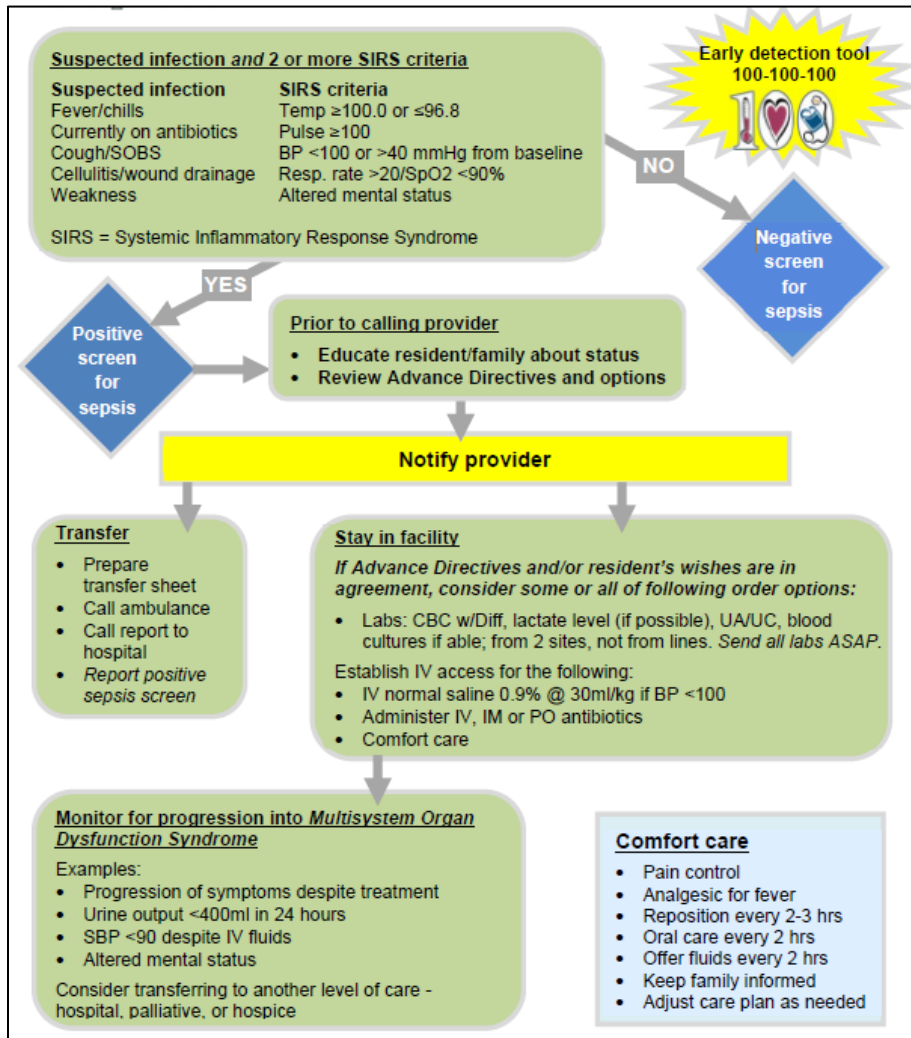 Suspected infection and 2 or more SIRS criteria
Suspected infection SIRS criteria
Fever/chills Temp ≥100.0 or ≤96.8
Currently on antibiotics Pulse ≥100
Cough/SOBS BP <100 or >40 mmHg from baseline
Cellulitis/wound drainage Resp. rate >20/SpO2 <90%
Weakness Altered mental status
SIRS = Systemic Inflammatory Response Syndrome
Early detection tool
100-100-100
100
NO
Negative
screen
for
sepsis
YES
Positive
screen
for
sepsis
Prior to calling provider
• Educate resident/family about status
• Review Advance Directives and options
Notify provider
Transfer
• Prepare
transfer sheet
• Call ambulance
• Call report to
hospital
• Report positive
sepsis screen
Stay in facility
If Advance Directives and/or resident's wishes are in
agreement, consider some or all of following order options:
• Labs: CBC w/Diff, lactate level (if possible), UA/UC, blood
cultures if able; from 2 sites, not from lines. Send all labs ASAP.
Establish IV access for the following:
• IV normal saline 0.9% @ 30ml/kg if BP <100
• Administer IV, IM or PO antibiotics
• Comfort care
Monitor for progression into Multisystem Organ
Dysfunction Syndrome
Examples:
• Progression of symptoms despite treatment
• Urine output <400ml in 24 hours
• SBP <90 despite IV fluids
• Altered mental status
Consider transferring to another level of care -
hospital, palliative, or hospice
Comfort care
• Pain control
• Analgesic for fever
• Reposition every 2-3 hrs
• Oral care every 2 hrs
• Offer fluids every 2 hrs
• Keep family informed
• Adjust care plan as needed